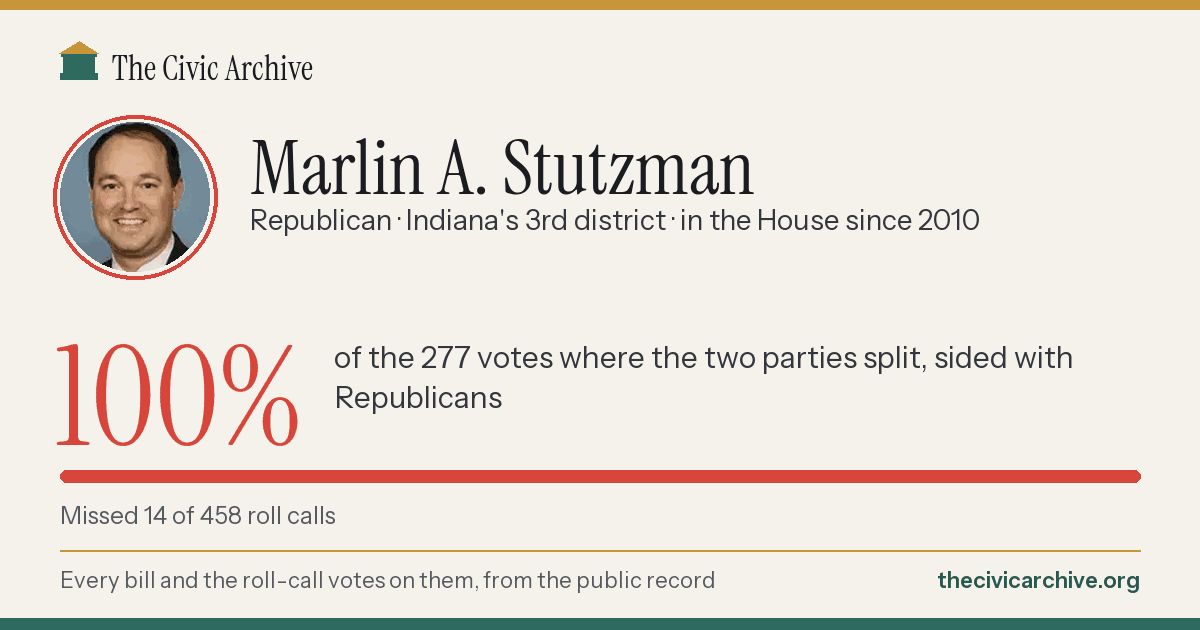 The Civic Archive
Marlin A. Stutzman
Republican · Indiana's 3rd district · in the House since 2010
100%
of the 277 votes where the two parties split, sided with
Republicans
Missed 14 of 458 roll calls
Every bill and the roll-call votes on them, from the public record
thecivicarchive.org